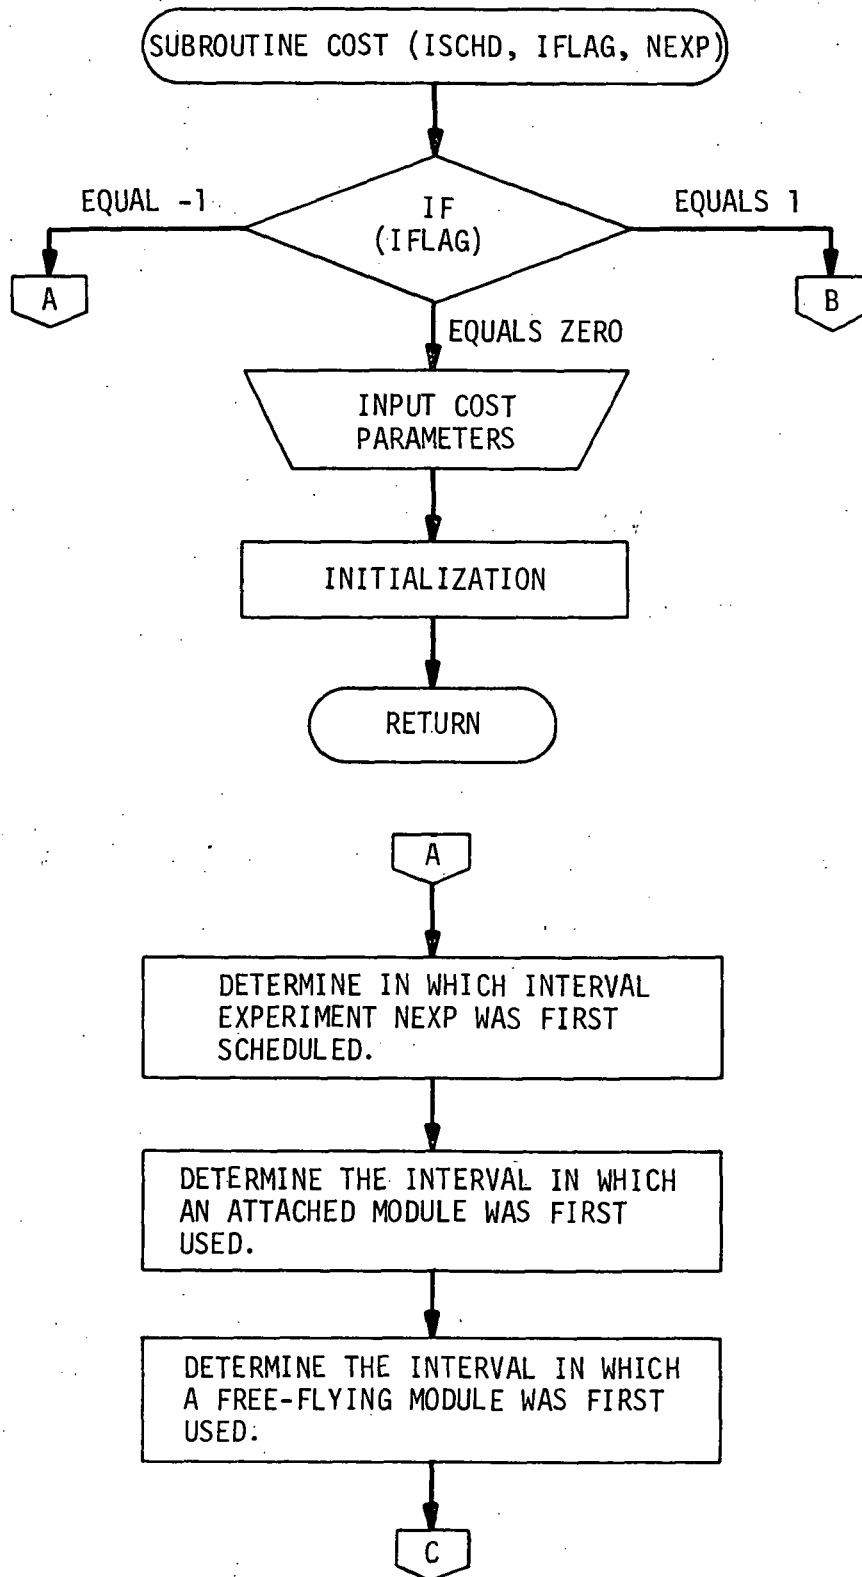 SUBROUTINE COST (ISCHD, IFLAG, NEXP)
IF
(IFLAG)
EQUAL -1
EQUALS 1
A
B
EQUALS ZERO
INPUT COST
PARAMETERS
INITIALIZATION
RETURN
A
DETERMINE IN WHICH INTERVAL
EXPERIMENT NEXP WAS FIRST
SCHEDULED.
DETERMINE THE INTERVAL IN WHICH
AN ATTACHED MODULE WAS FIRST
USED.
DETERMINE THE INTERVAL IN WHICH
A FREE-FLYING MODULE WAS FIRST
USED.
C